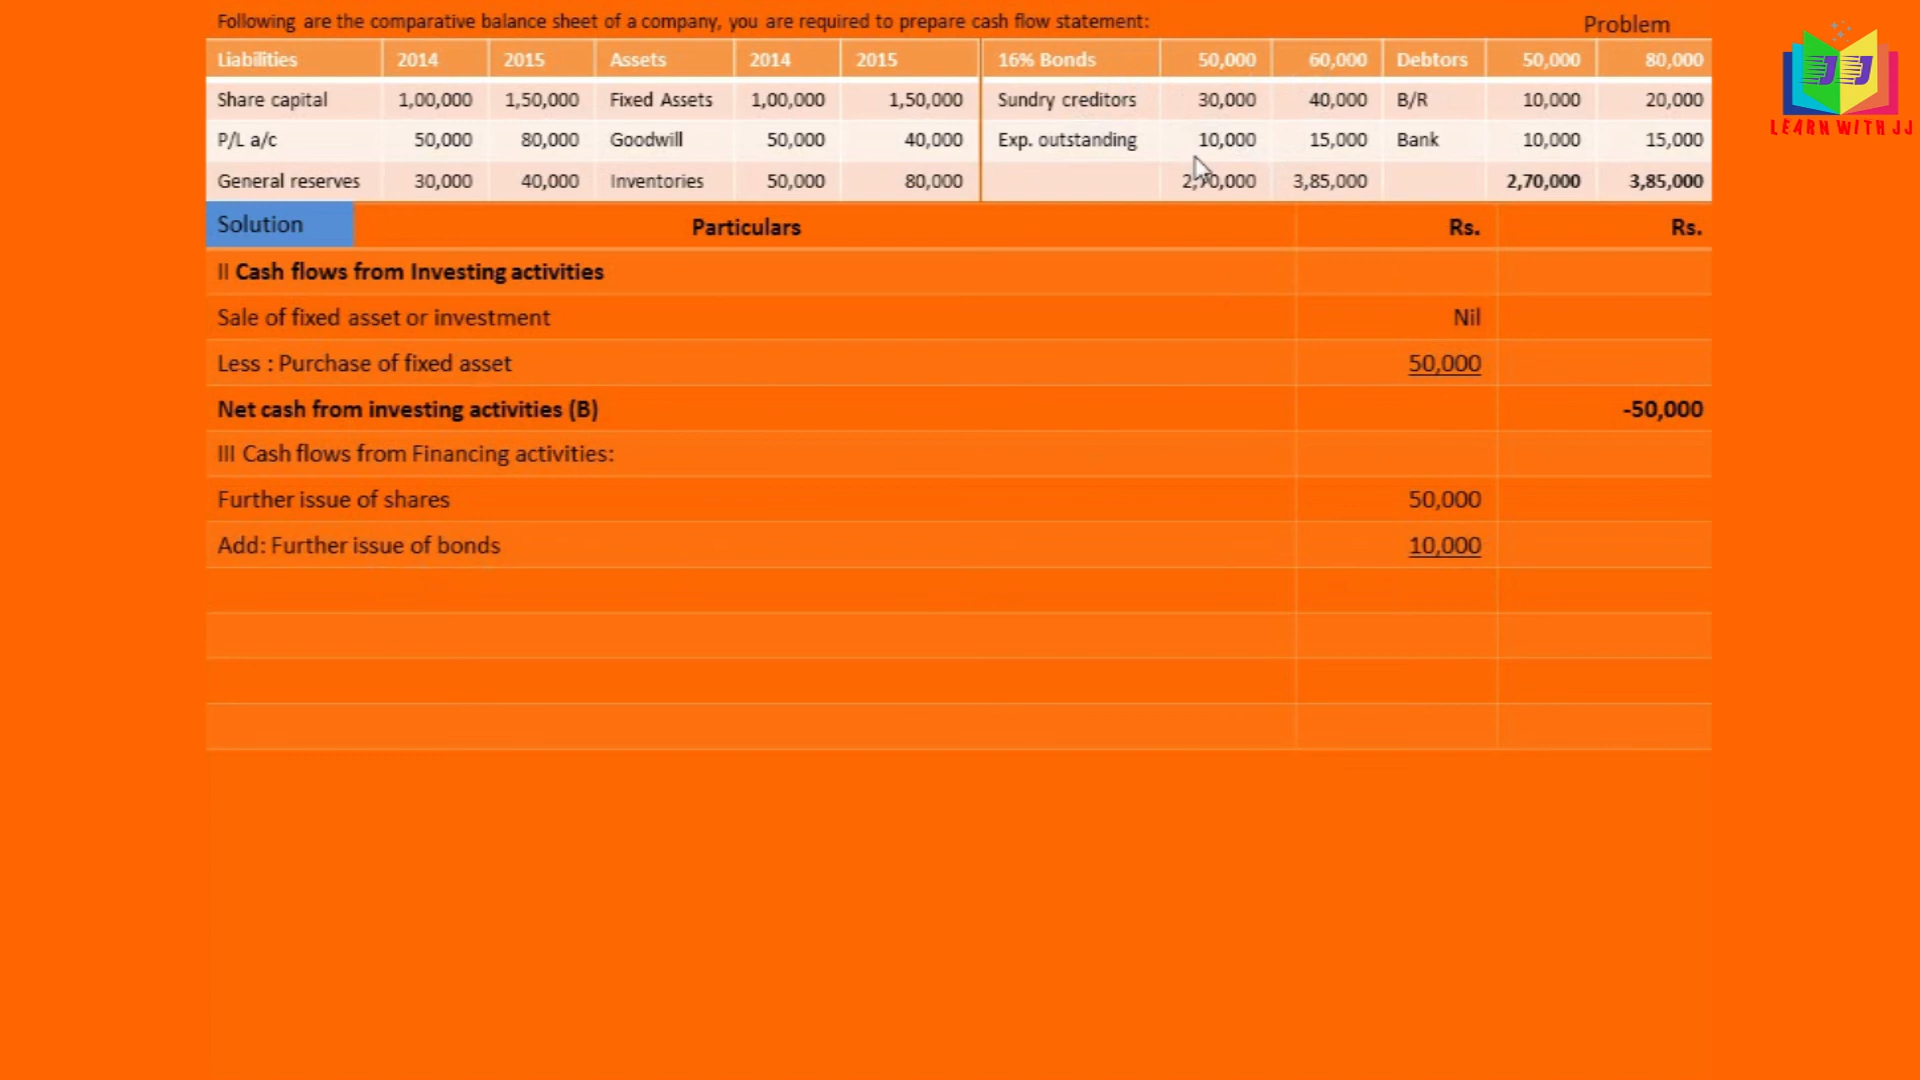 Following are the comparative balance sheet of a company, you are required to prepare cash flow statement:
Problem
Liabilities 2014 2015 Assets 2014 2015 16% Bonds 50,000 60,000 Debtors 50,000 80,000
Share capital 1,00,000 1,50,000 Fixed Assets 1,00,000 1,50,000 Sundry creditors 30,000 40,000 B/R 10,000 20,000
P/L a/c 50,000 80,000 Goodwill 50,000 40,000 Exp. outstanding 10,000 15,000 Bank 10,000 15,000
General reserves 30,000 40,000 Inventories 50,000 80,000 2,70,000 3,85,000 2,70,000 3,85,000
LEARN WITH JJ
Solution Particulars Rs. Rs.
II Cash flows from Investing activities
Sale of fixed asset or investment Nil
Less : Purchase of fixed asset 50,000
Net cash from investing activities (B) -50,000
III Cash flows from Financing activities:
Further issue of shares 50,000
Add: Further issue of bonds 10,000